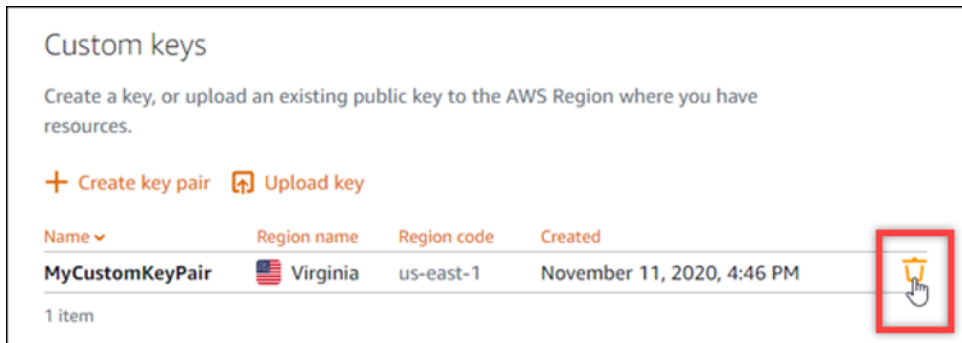 Custom keys
Create a key, or upload an existing public key to the AWS Region where you have
resources.
Create key pair Upload key
Name Region name Region code Created
MyCustomKeyPair Virginia us-east-1 November 11, 2020, 4:46 PM
1 item